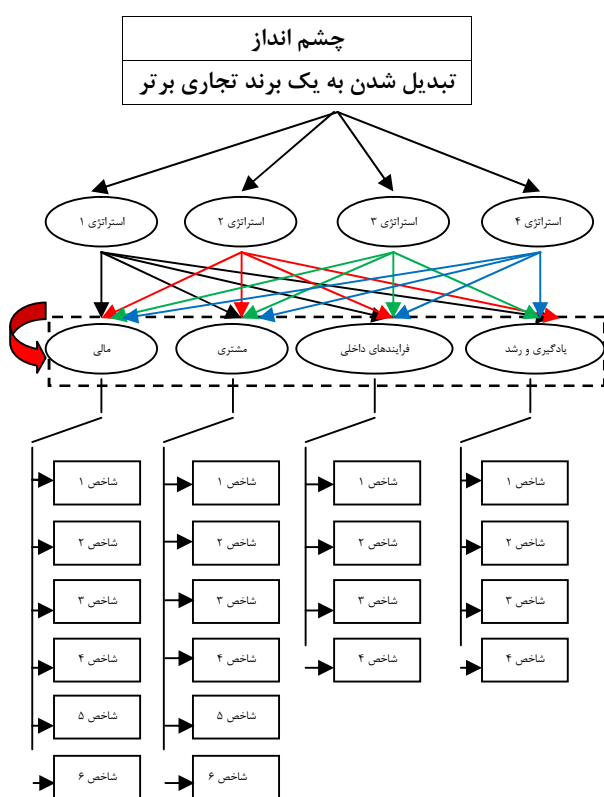 چشم انداز
تبدیل شدن به یک برند تجاری برتر
استراتژی ۱
استراتژی ۲
استراتژی ۳
استراتژی ۴
مالی
مشتری
فرایندهای داخلی
یادگیری و رشد
شاخص ۱
شاخص ۱
شاخص ۱
شاخص ۱
شاخص ۲
شاخص ۲
شاخص ۲
شاخص ۲
شاخص ۳
شاخص ۳
شاخص ۳
شاخص ۳
شاخص ۴
شاخص ۴
شاخص ۴
شاخص ۴
شاخص ۵
شاخص ۵
شاخص ۶
شاخص ۶